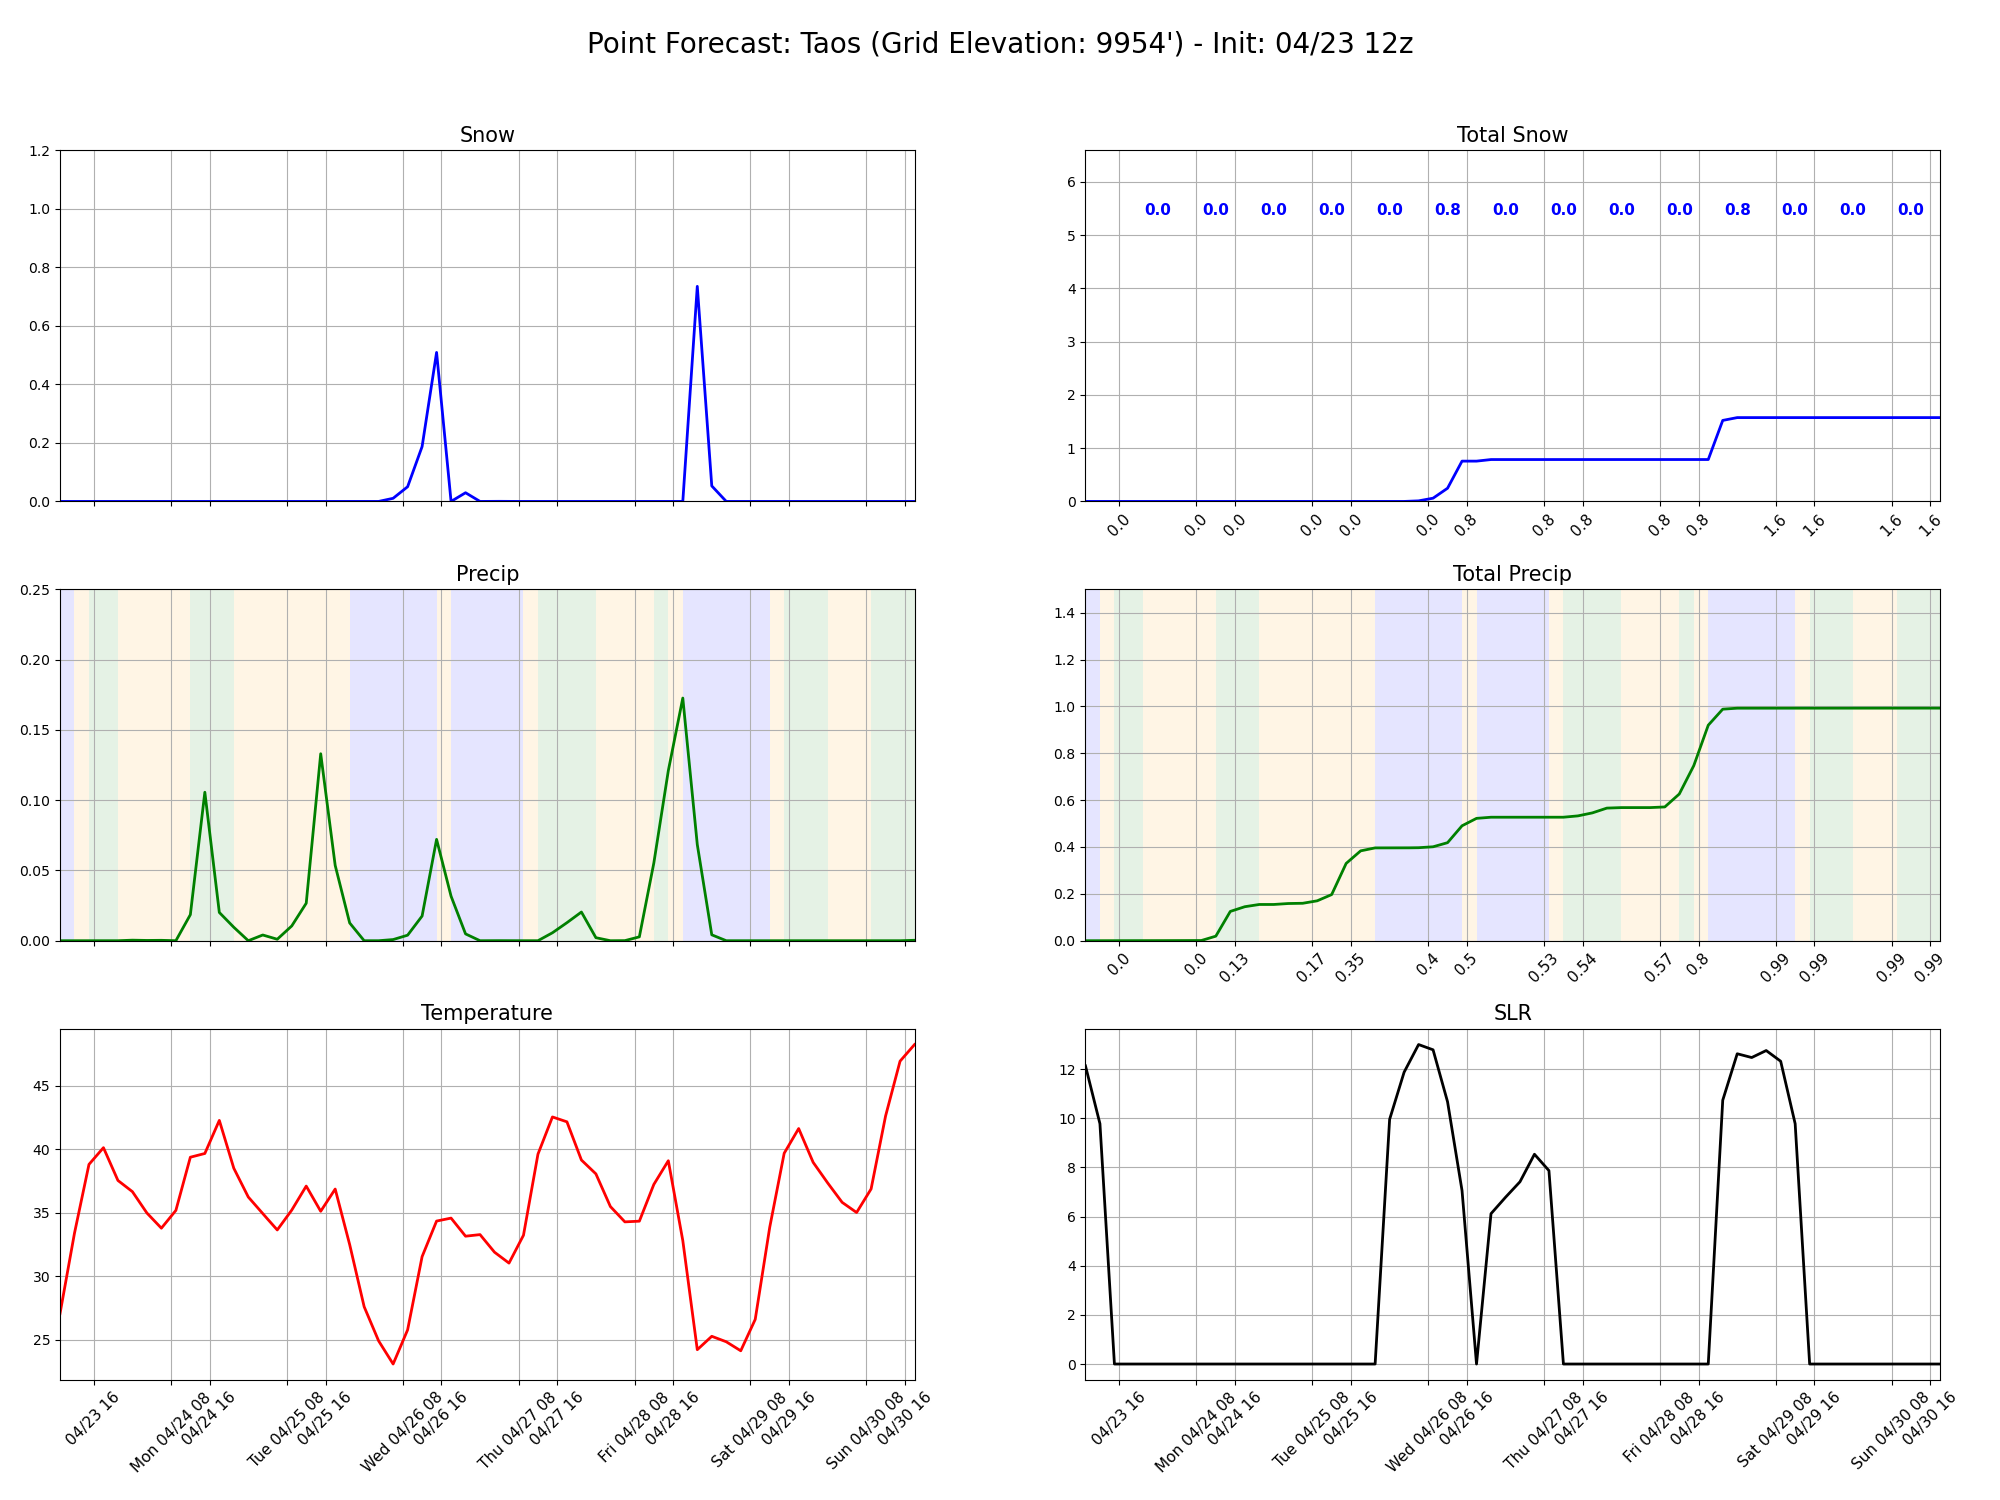 Point Forecast: Taos (Grid Elevation: 9954') - Init: 04/23 12z
Snow
1.2
1.0
0.8
0.6
0.4
0.2
0.0
Total Snow
6
5
4
3
2
1
0
0.0 0.0 0.0 0.0 0.0 0.8 0.0 0.0 0.0 0.0 0.8 0.0 0.0 0.0
0.0 0.0 0.0 0.0 0.0 0.0 0.8 0.8 0.8 0.8 0.8 1.6 1.6 1.6 1.6
Precip
0.25
0.20
0.15
0.10
0.05
0.00
Total Precip
1.4
1.2
1.0
0.8
0.6
0.4
0.2
0.0
0.0 0.0 0.13 0.17 0.35 0.4 0.5 0.53 0.54 0.57 0.8 0.99 0.99 0.99 0.99
Temperature
45
40
35
30
25
04/23 16
Mon 04/24 08
04/24 16
Tue 04/25 08
04/25 16
Wed 04/26 08
04/26 16
Thu 04/27 08
04/27 16
Fri 04/28 08
04/28 16
Sat 04/29 08
04/29 16
Sun 04/30 08
04/30 16
SLR
12
10
8
6
4
2
0
04/23 16
Mon 04/24 08
04/24 16
Tue 04/25 08
04/25 16
Wed 04/26 08
04/26 16
Thu 04/27 08
04/27 16
Fri 04/28 08
04/28 16
Sat 04/29 08
04/29 16
Sun 04/30 08
04/30 16